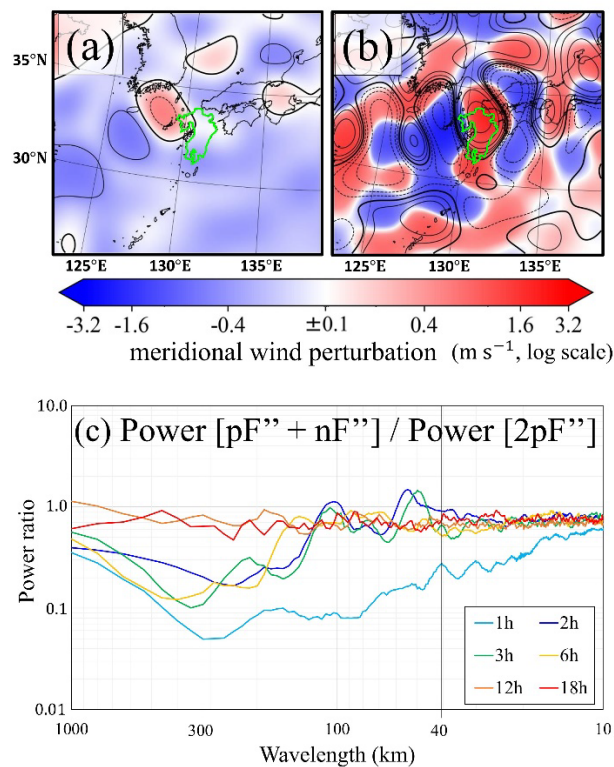 (a) (b)
35°N
30°N
125°E 130°E 135°E 125°E 130°E 135°E
-3.2 -1.6 -0.4 ±0.1 0.4 1.6 3.2
meridional wind perturbation (m s⁻¹, log scale)
(c) Power [pF’’ + nF’’] / Power [2pF’’]
10.0
1.0
0.1
0.01
Power ratio
1h 2h
3h 6h
12h 18h
1000 300 100 40 10
Wavelength (km)